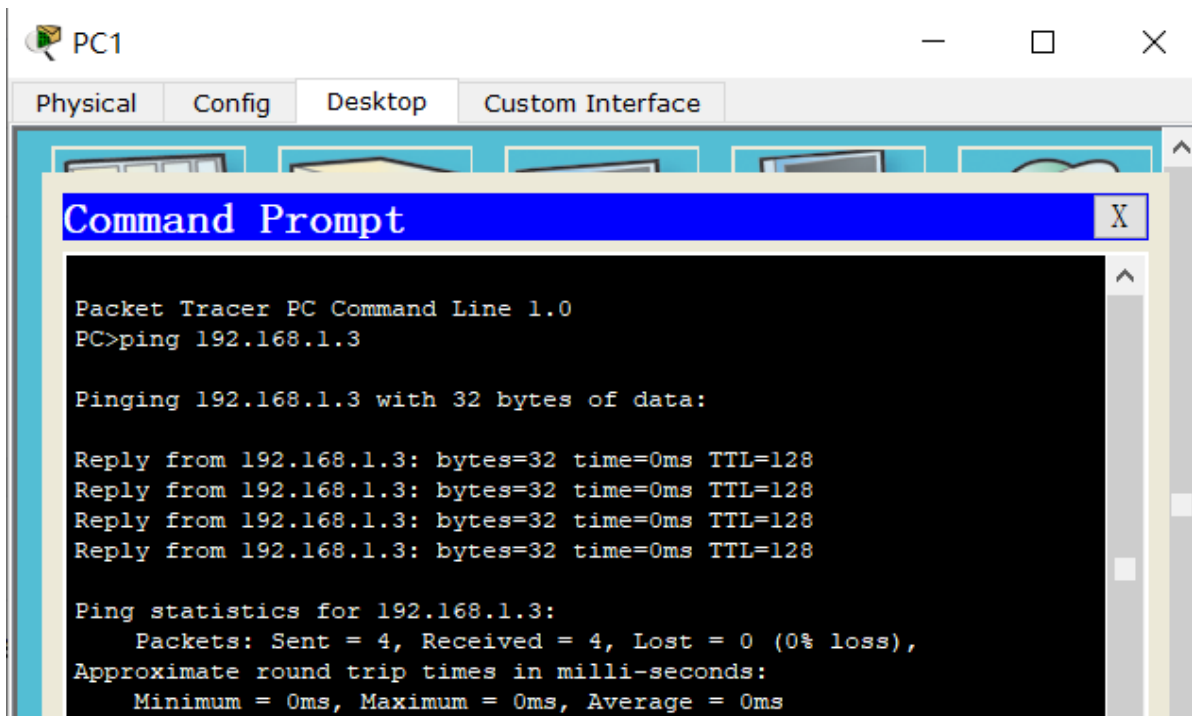 PC1
Physical Config Desktop Custom Interface
Command Prompt X
Packet Tracer PC Command Line 1.0
PC>ping 192.168.1.3
Pinging 192.168.1.3 with 32 bytes of data:
Reply from 192.168.1.3: bytes=32 time=0ms TTL=128
Reply from 192.168.1.3: bytes=32 time=0ms TTL=128
Reply from 192.168.1.3: bytes=32 time=0ms TTL=128
Reply from 192.168.1.3: bytes=32 time=0ms TTL=128
Ping statistics for 192.168.1.3:
Packets: Sent = 4, Received = 4, Lost = 0 (0% loss),
Approximate round trip times in milli-seconds:
Minimum = 0ms, Maximum = 0ms, Average = 0ms